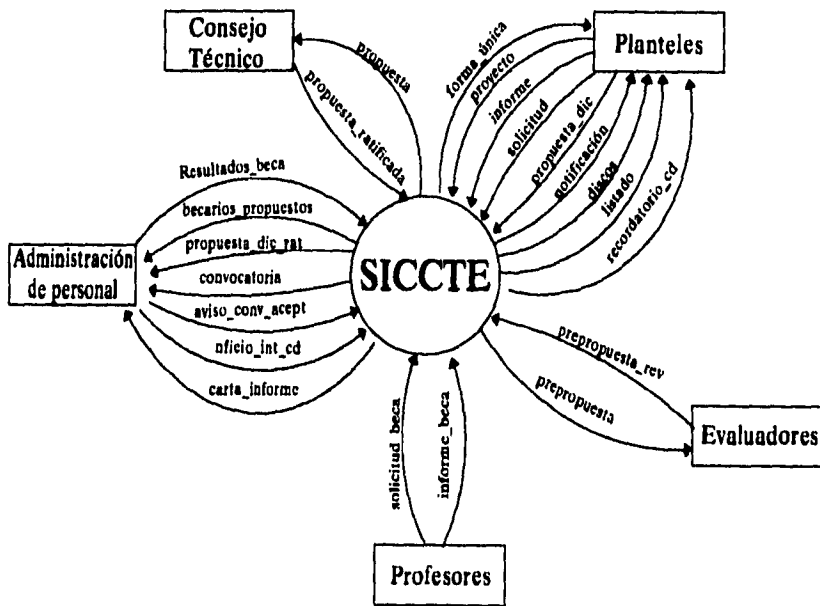 Consejo
Técnico
Planteles
propuesta
propuesta_ratificada
forma_única
proyecto
informe
solicitud
propuesta_dic
notificación
discos
listado
recordatorio_cd
Resultados_beca
becarios_propuestos
propuesta_dic_rat
convocatoria
aviso_conv_acept
oficio_int_cd
carta_informe
Administración
de personal
SICCTE
prepropuesta_rev
prepropuesta
Evaluadores
solicitud_beca
informe_beca
Profesores